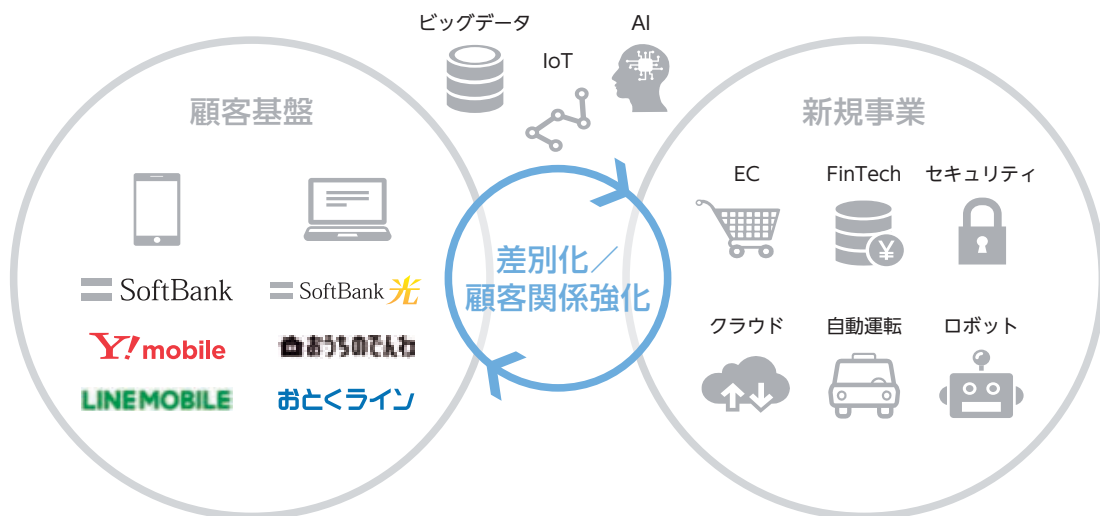 ビッグデータ
IoT
AI
顧客基盤
SoftBank
SoftBank 光
Y!mobile
おうちのでんわ
LINE MOBILE
おとくライン
差別化／
顧客関係強化
新規事業
EC
FinTech
セキュリティ
¥
クラウド
自動運転
ロボット